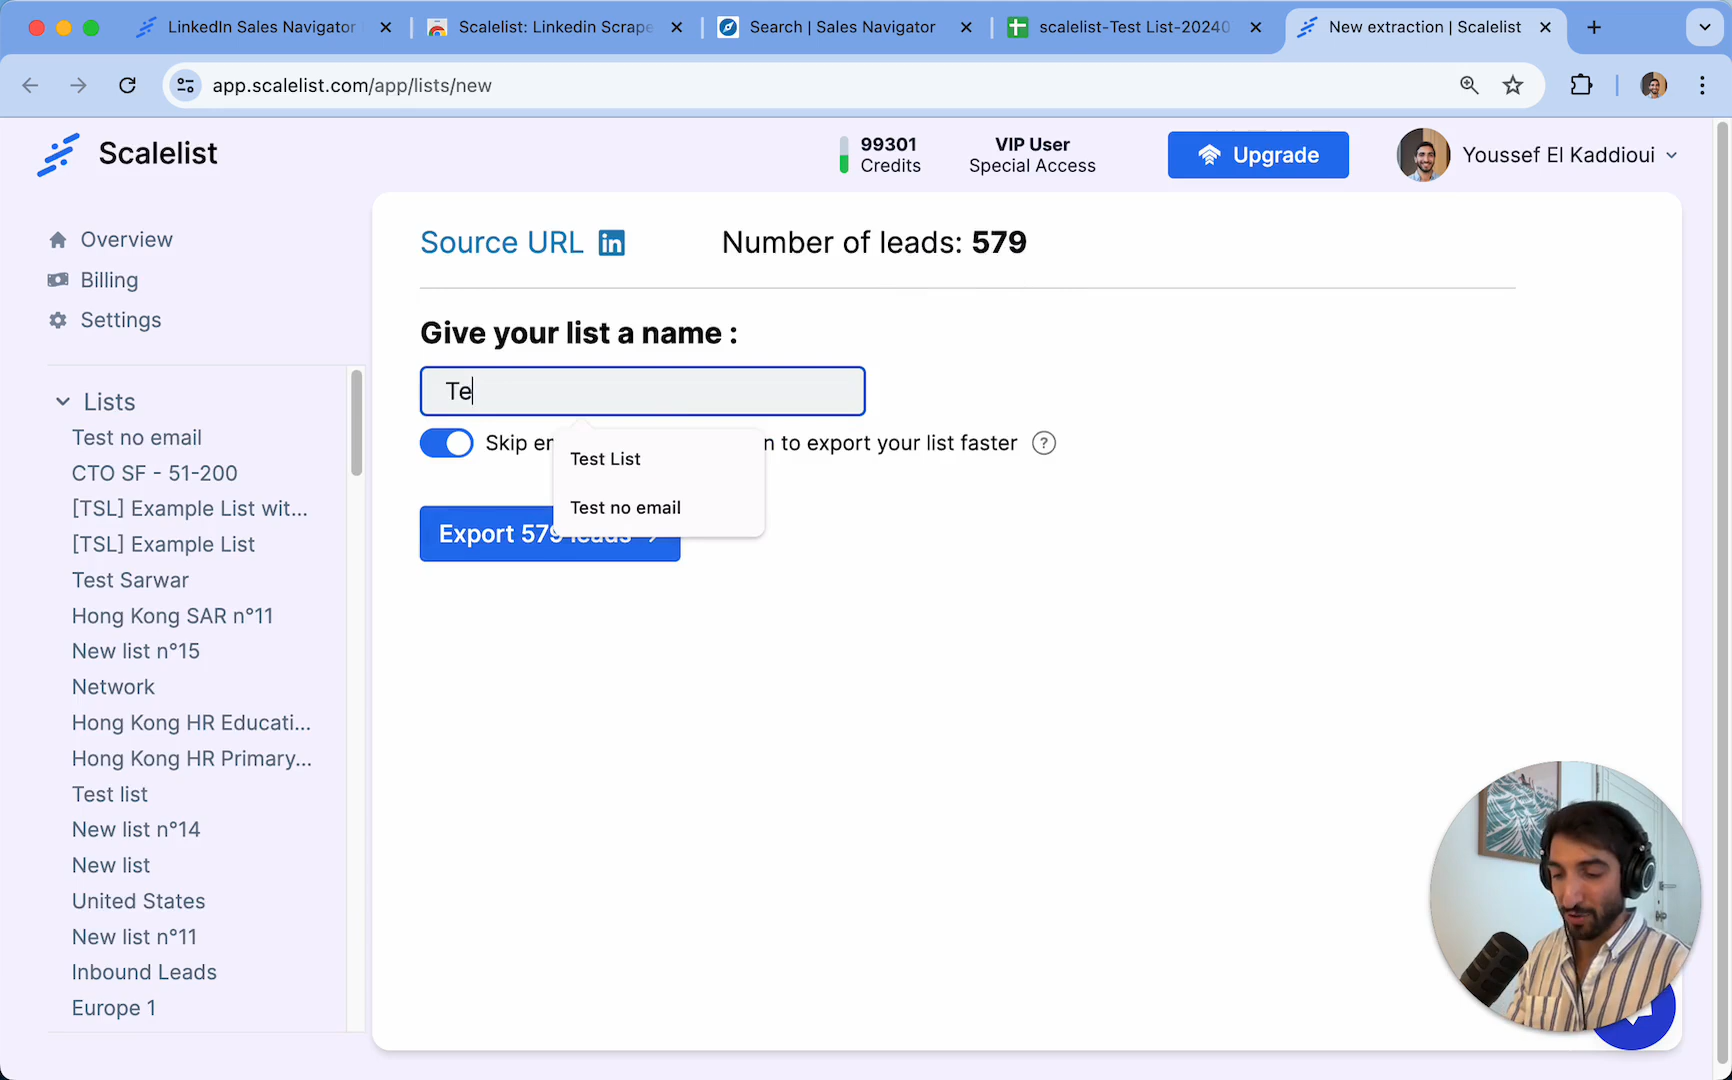 LinkedIn Sales Navigator
Scalelist: Linkedin Scrape
Search | Sales Navigator
scalelist-Test List-20240
New extraction | Scalelist
app.scalelist.com/app/lists/new
Scalelist
99301
Credits
VIP User
Special Access
Upgrade
Youssef El Kaddioui
Overview
Billing
Settings
Lists
Test no email
CTO SF - 51-200
[TSL] Example List wit...
[TSL] Example List
Test Sarwar
Hong Kong SAR n°11
New list n°15
Network
Hong Kong HR Educati...
Hong Kong HR Primary...
Test list
New list n°14
New list
United States
New list n°11
Inbound Leads
Europe 1
Source URL in
Number of leads: 579
Give your list a name :
Te
Skip en to export your list faster ?
Test List
Test no email
Export 579 leads